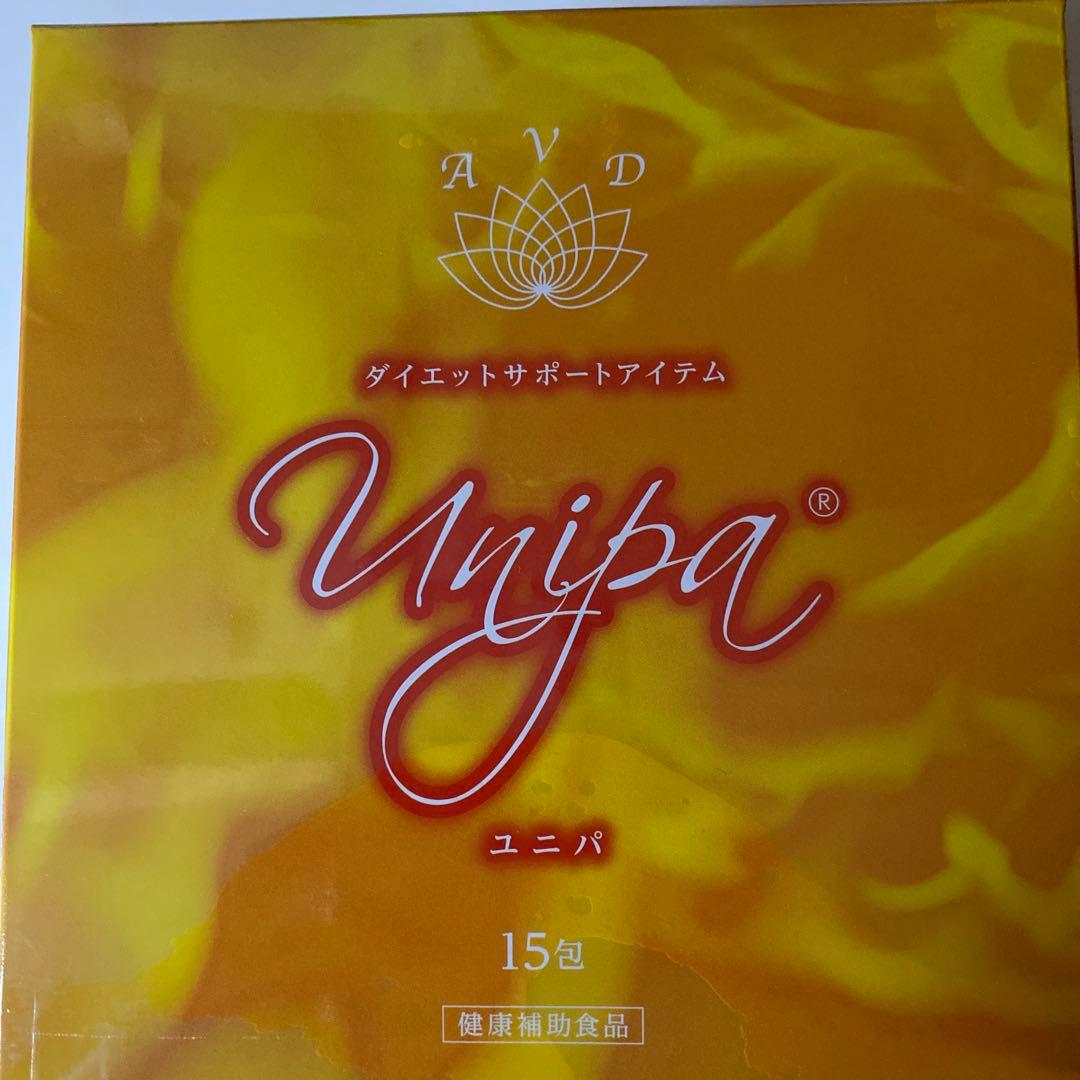 AVD
ダイエットサポートアイテム
Unipa®
ユニパ
15包
健康補助食品